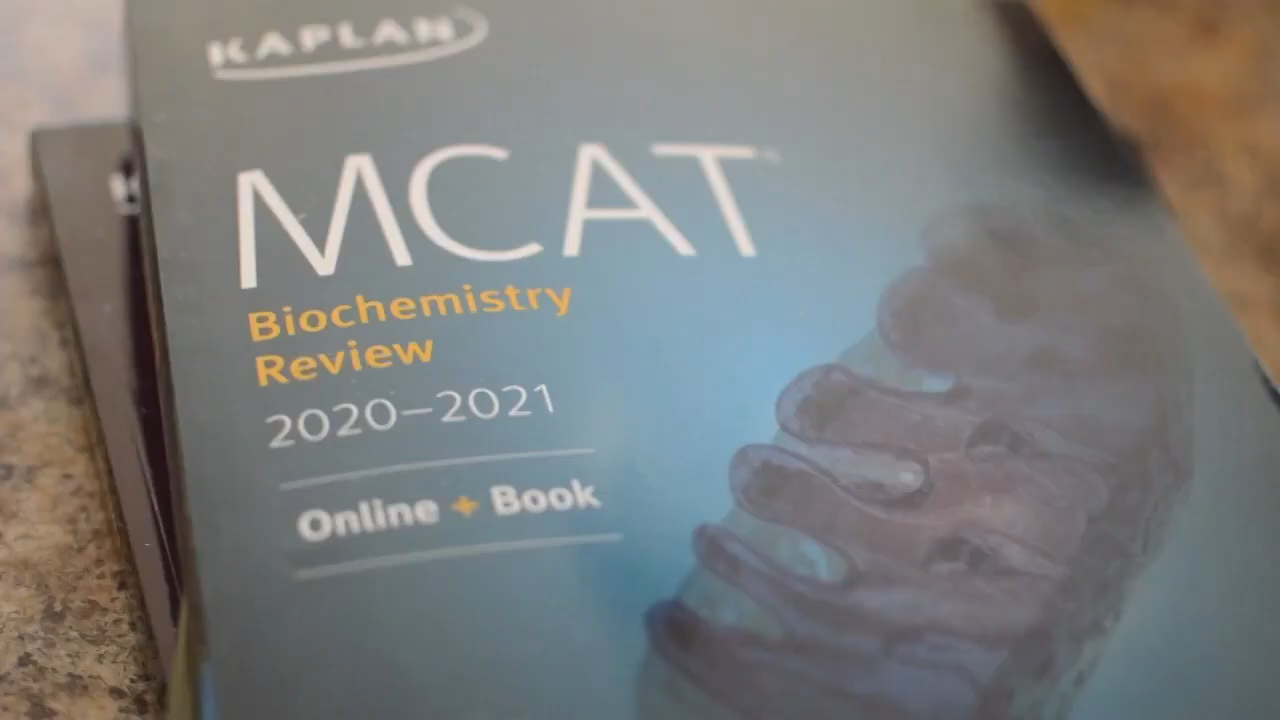 KAPLAN
MCAT®
Biochemistry
Review
2020–2021
Online + Book